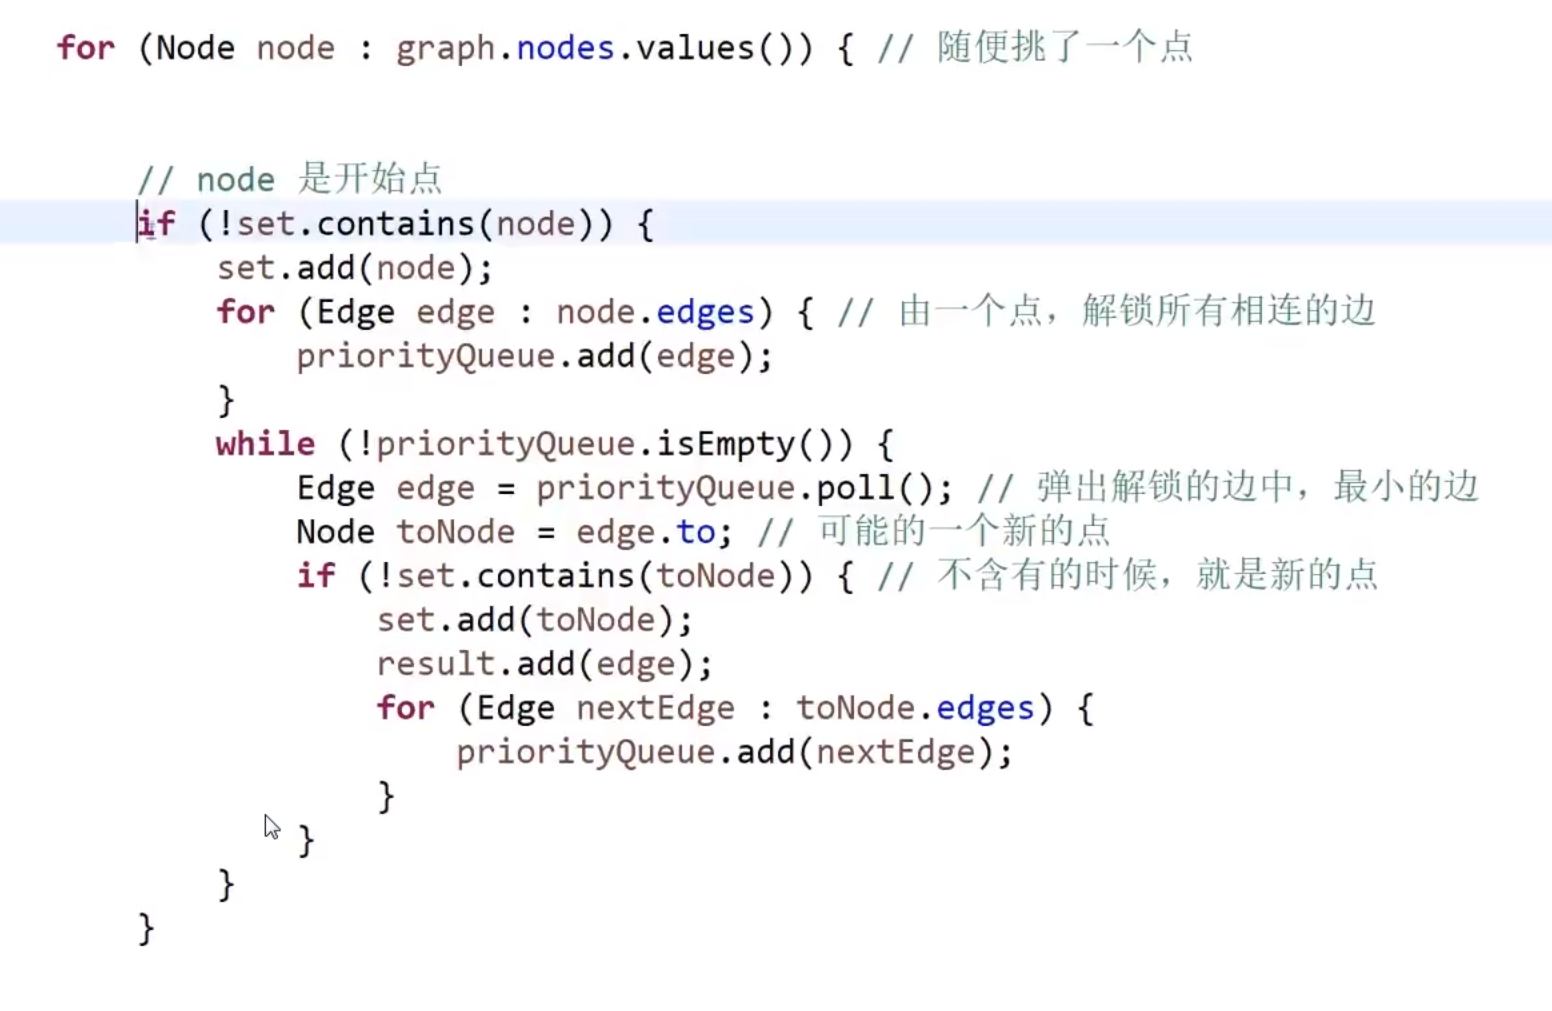 for (Node node : graph.nodes.values()) { // 随便挑了一个点
// node 是开始点
if (!set.contains(node)) {
set.add(node);
for (Edge edge : node.edges) { // 由一个点，解锁所有相连的边
priorityQueue.add(edge);
}
while (!priorityQueue.isEmpty()) {
Edge edge = priorityQueue.poll(); // 弹出解锁的边中，最小的边
Node toNode = edge.to; // 可能的一个新的点
if (!set.contains(toNode)) { // 不含有的时候，就是新的点
set.add(toNode);
result.add(edge);
for (Edge nextEdge : toNode.edges) {
priorityQueue.add(nextEdge);
}
}
}
}